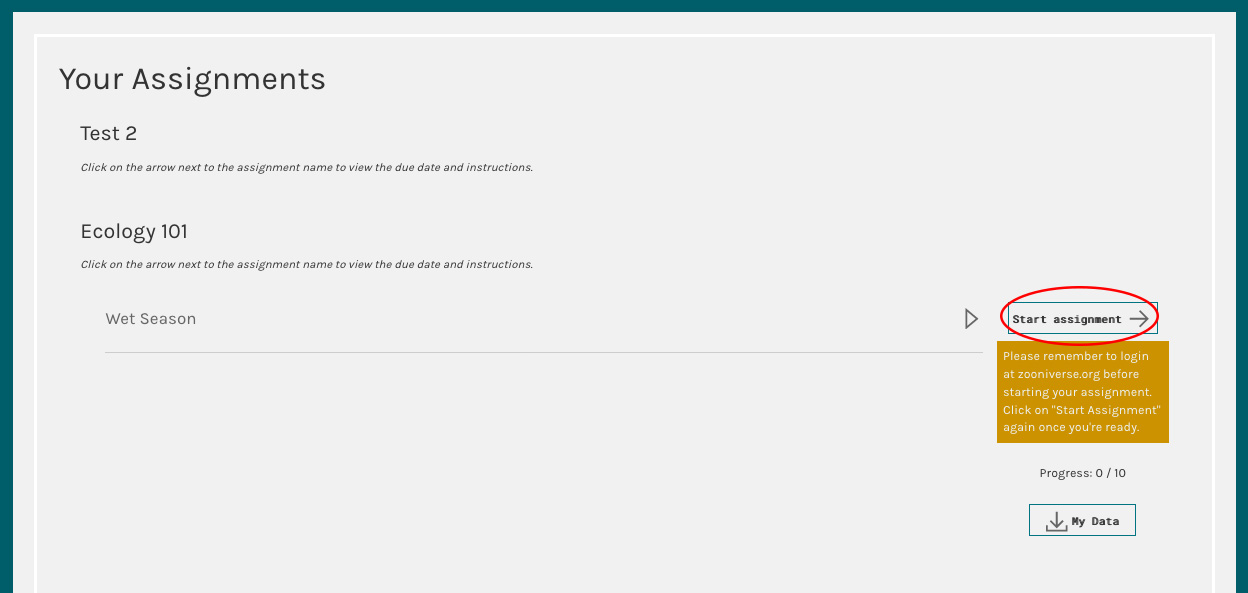 Your Assignments
Test 2
Click on the arrow next to the assignment name to view the due date and instructions.
Ecology 101
Click on the arrow next to the assignment name to view the due date and instructions.
Wet Season
Start assignment
Please remember to login
at zooniverse.org before
starting your assignment.
Click on "Start Assignment"
again once you're ready.
Progress: 0 / 10
My Data